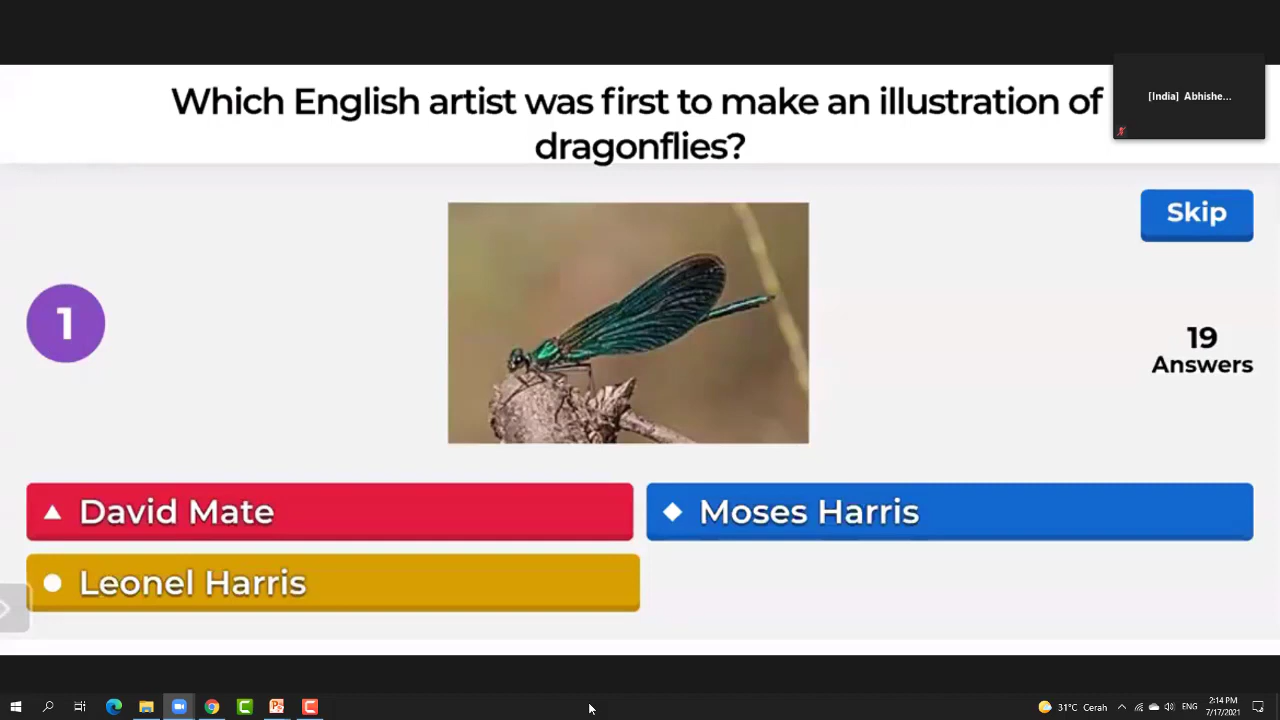 Which English artist was first to make an illustration of
dragonflies?
[India] Abhishe...
Skip
1
19
Answers
David Mate
Moses Harris
Leonel Harris
31°C Cerah
ENG
2:14 PM
7/17/2021